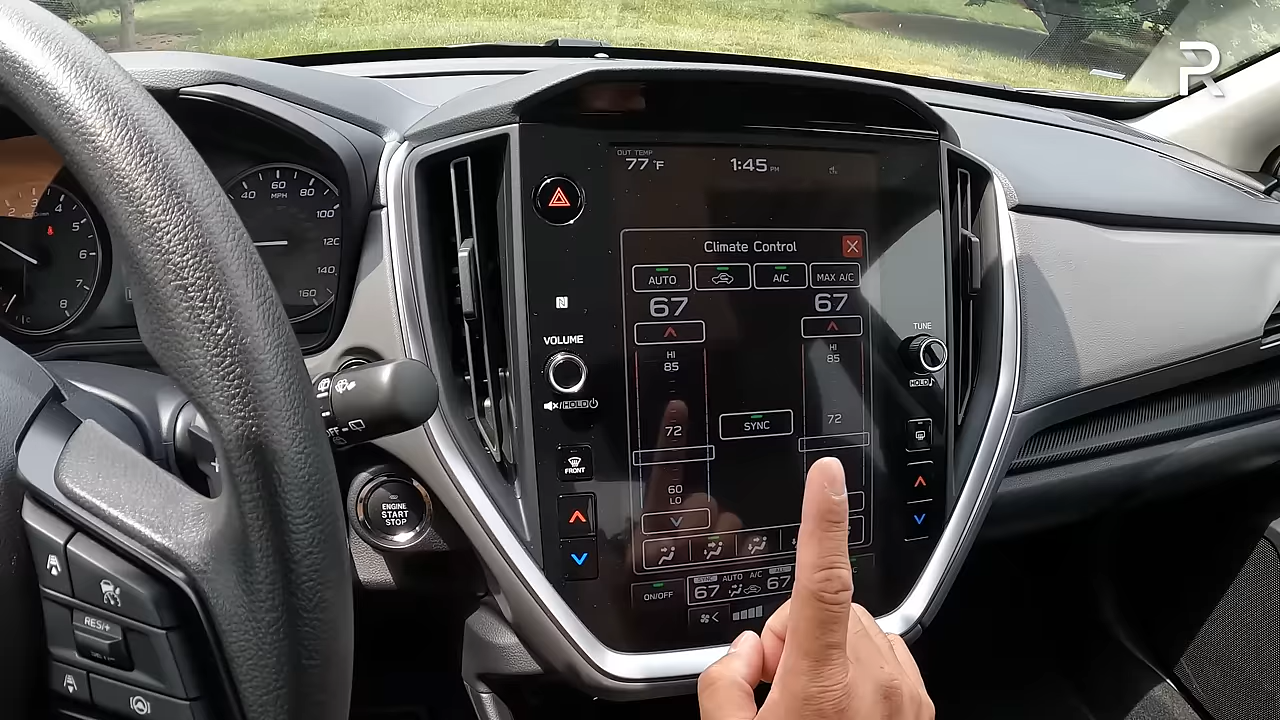 OUT TEMP
77 °F
1:45 PM
Climate Control
AUTO
A/C
MAX A/C
67
67
HI
85
HI
85
72
72
SYNC
60
LO
ON/OFF
SYNC
AUTO
A/C
67
67
VOLUME
HOLD
FRONT
TUNE
HOLD
ENGINE
START
STOP
OFF
RES/+
2
3
4
5
6
7
8
40
60
80
MPH
100
120
140
160
R